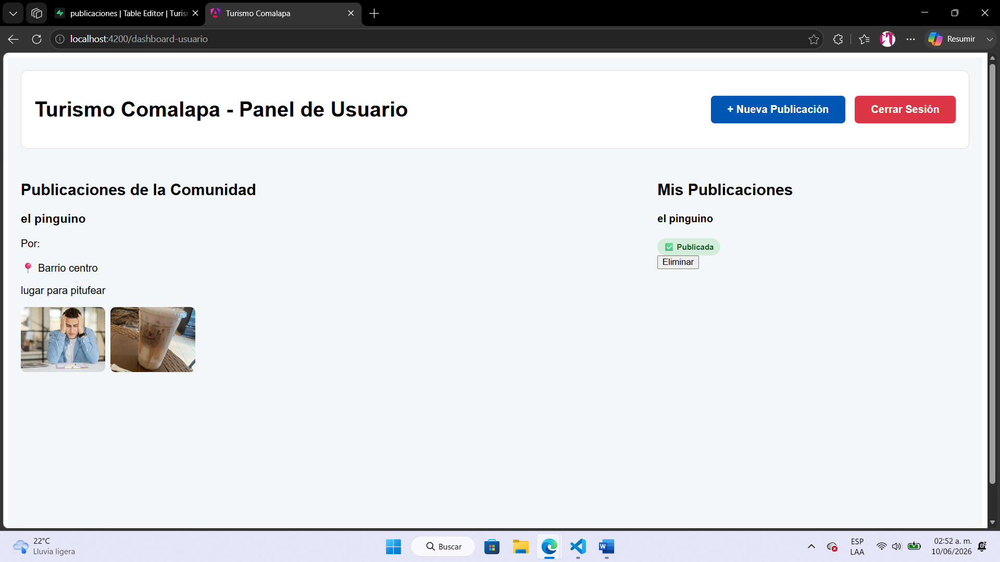 publicaciones | Table Editor | Turis
Turismo Comalapa
localhost:4200/dashboard-usuario
Resumir
Turismo Comalapa - Panel de Usuario
+ Nueva Publicación
Cerrar Sesión
Publicaciones de la Comunidad
el pinguino
Por:
Barrio centro
lugar para pitufear
Mis Publicaciones
el pinguino
Publicada
Eliminar
22°C
Lluvia ligera
Buscar
ESP
LAA
02:52 a. m.
10/06/2026